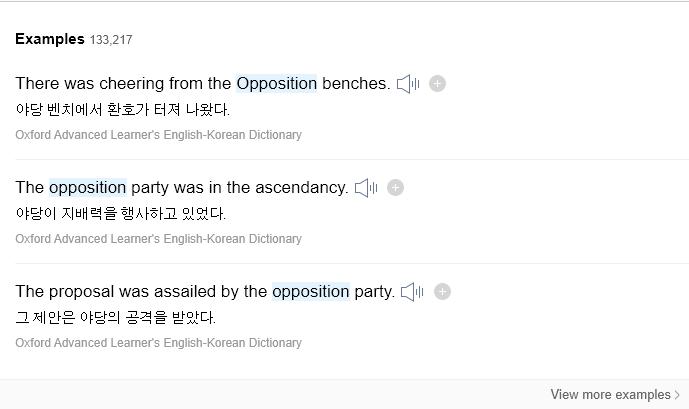 Examples 133,217
There was cheering from the Opposition benches.
야당 벤치에서 환호가 터져 나왔다.
Oxford Advanced Learner's English-Korean Dictionary
The opposition party was in the ascendancy.
야당이 지배력을 행사하고 있었다.
Oxford Advanced Learner's English-Korean Dictionary
The proposal was assailed by the opposition party.
그 제안은 야당의 공격을 받았다.
Oxford Advanced Learner's English-Korean Dictionary
View more examples